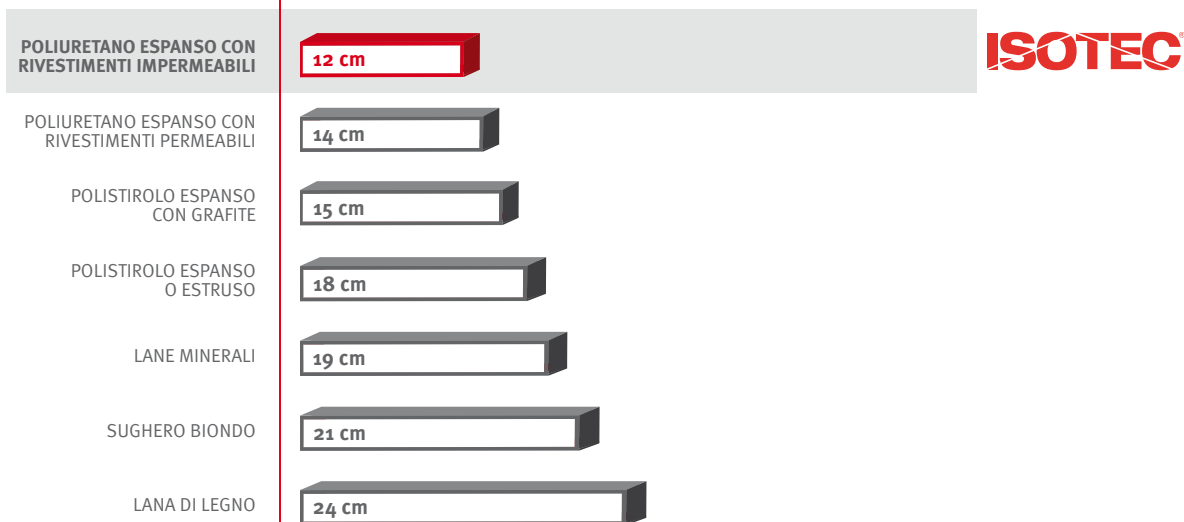 POLIURETANO ESPANSO CON
RIVESTIMENTI IMPERMEABILI
12 cm
ISOTEC®
POLIURETANO ESPANSO CON
RIVESTIMENTI PERMEABILI
14 cm
POLISTIROLO ESPANSO
CON GRAFITE
15 cm
POLISTIROLO ESPANSO
O ESTRUSO
18 cm
LANE MINERALI
19 cm
SUGHERO BIONDO
21 cm
LANA DI LEGNO
24 cm